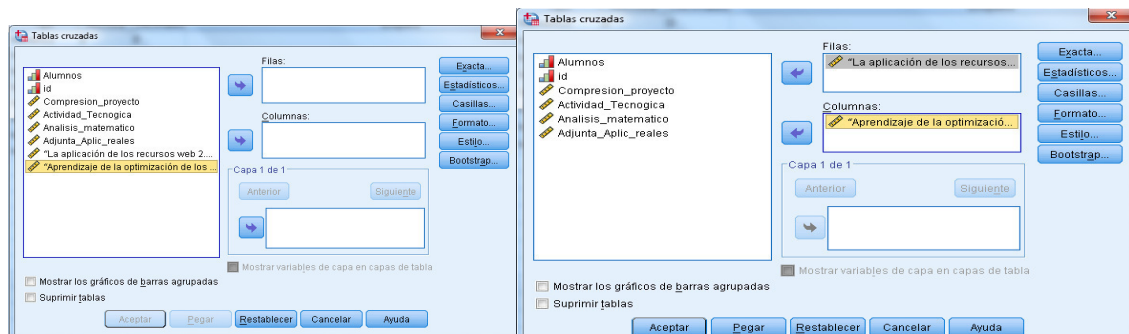 Tablas cruzadas
Alumnos
id
Compresion_proyecto
Actividad_Tecnogica
Analisis_matematico
Adjunta_Aplic_reales
"La aplicación de los recursos web 2....
"Aprendizaje de la optimización de los ...
Filas:
Columnas:
Capa 1 de 1
Anterior
Siguiente
Mostrar variables de capa en capas de tabla
Exacta...
Estadísticos...
Casillas...
Formato...
Estilo...
Bootstrap...
Mostrar los gráficos de barras agrupadas
Suprimir tablas
Aceptar
Pegar
Restablecer
Cancelar
Ayuda
Tablas cruzadas
Alumnos
id
Compresion_proyecto
Actividad_Tecnogica
Analisis_matematico
Adjunta_Aplic_reales
Filas:
"La aplicación de los recursos...
Columnas:
"Aprendizaje de la optimizació...
Capa 1 de 1
Anterior
Siguiente
Mostrar variables de capa en capas de tabla
Exacta...
Estadísticos...
Casillas...
Formato...
Estilo...
Bootstrap...
Mostrar los gráficos de barras agrupadas
Suprimir tablas
Aceptar
Pegar
Restablecer
Cancelar
Ayuda